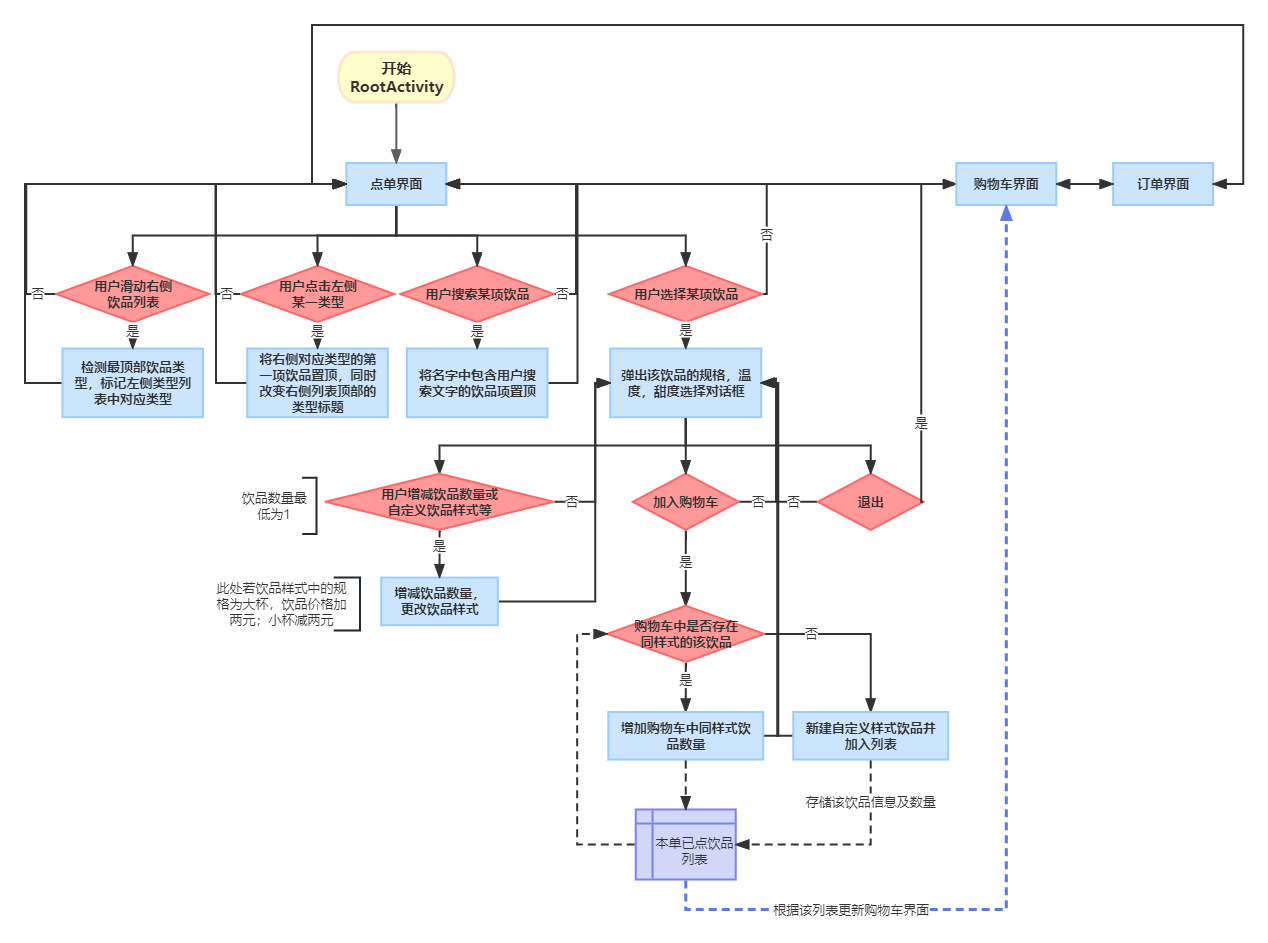 开始
RootActivity
点单界面
购物车界面
订单界面
否
用户滑动右侧
饮品列表
否
用户点击左侧
某一类型
用户搜索某项饮品
否
用户选择某项饮品
否
是
是
是
是
检测最顶部饮品类
型，标记左侧类型列
表中对应类型
将右侧对应类型的第
一项饮品置顶，同时
改变右侧列表顶部的
类型标题
将名字中包含用户搜
索文字的饮品项置顶
弹出该饮品的规格，温
度，甜度选择对话框
是
饮品数量最
低为1
用户增减饮品数量或
自定义饮品样式等
否
加入购物车
否
否
退出
是
是
此处若饮品样式中的规
格为大杯，饮品价格加
两元；小杯减两元
增减饮品数量，
更改饮品样式
购物车中是否存在
同样式的该饮品
否
是
增加购物车中同样式饮
品数量
新建自定义样式饮品并
加入列表
存储该饮品信息及数量
本单已点饮品
列表
根据该列表更新购物车界面